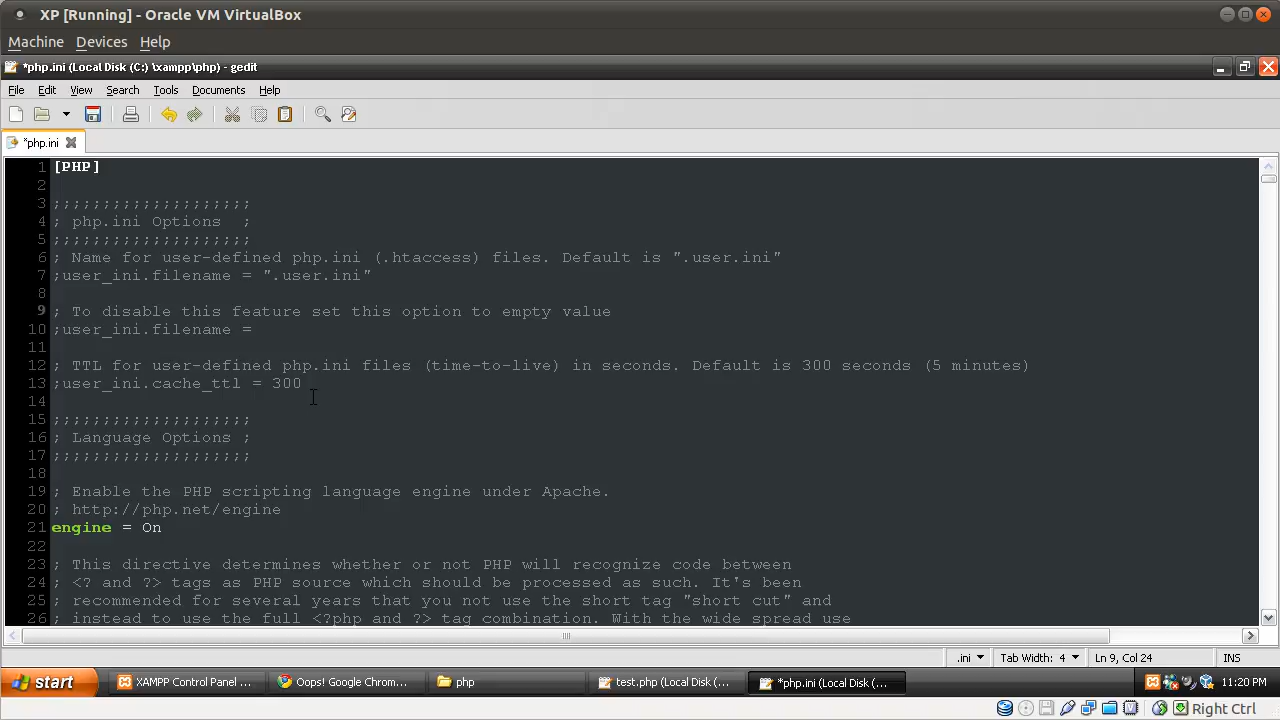 XP [Running] - Oracle VM VirtualBox
Machine Devices Help
*php.ini (Local Disk (C:) \xampp\php) - gedit
File Edit View Search Tools Documents Help
*php.ini
1 [PHP]
2
3 ;;;;;;;;;;;;;;;;;;;;
4 ; php.ini Options  ;
5 ;;;;;;;;;;;;;;;;;;;;
6 ; Name for user-defined php.ini (.htaccess) files. Default is ".user.ini"
7 ;user_ini.filename = ".user.ini"
8
9 ; To disable this feature set this option to empty value
10 ;user_ini.filename =
11
12 ; TTL for user-defined php.ini files (time-to-live) in seconds. Default is 300 seconds (5 minutes)
13 ;user_ini.cache_ttl = 300
14
15 ;;;;;;;;;;;;;;;;;;;;
16 ; Language Options ;
17 ;;;;;;;;;;;;;;;;;;;;
18
19 ; Enable the PHP scripting language engine under Apache.
20 ; http://php.net/engine
21 engine = On
22
23 ; This directive determines whether or not PHP will recognize code between
24 ; <? and ?> tags as PHP source which should be processed as such. It's been
25 ; recommended for several years that you not use the short tag "short cut" and
26 ; instead to use the full <?php and ?> tag combination. With the wide spread use
.ini Tab Width: 4 Ln 9, Col 24 INS
start XAMPP Control Panel ... Oops! Google Chrom... php test.php (Local Disk (... *php.ini (Local Disk (... 11:20 PM
Right Ctrl